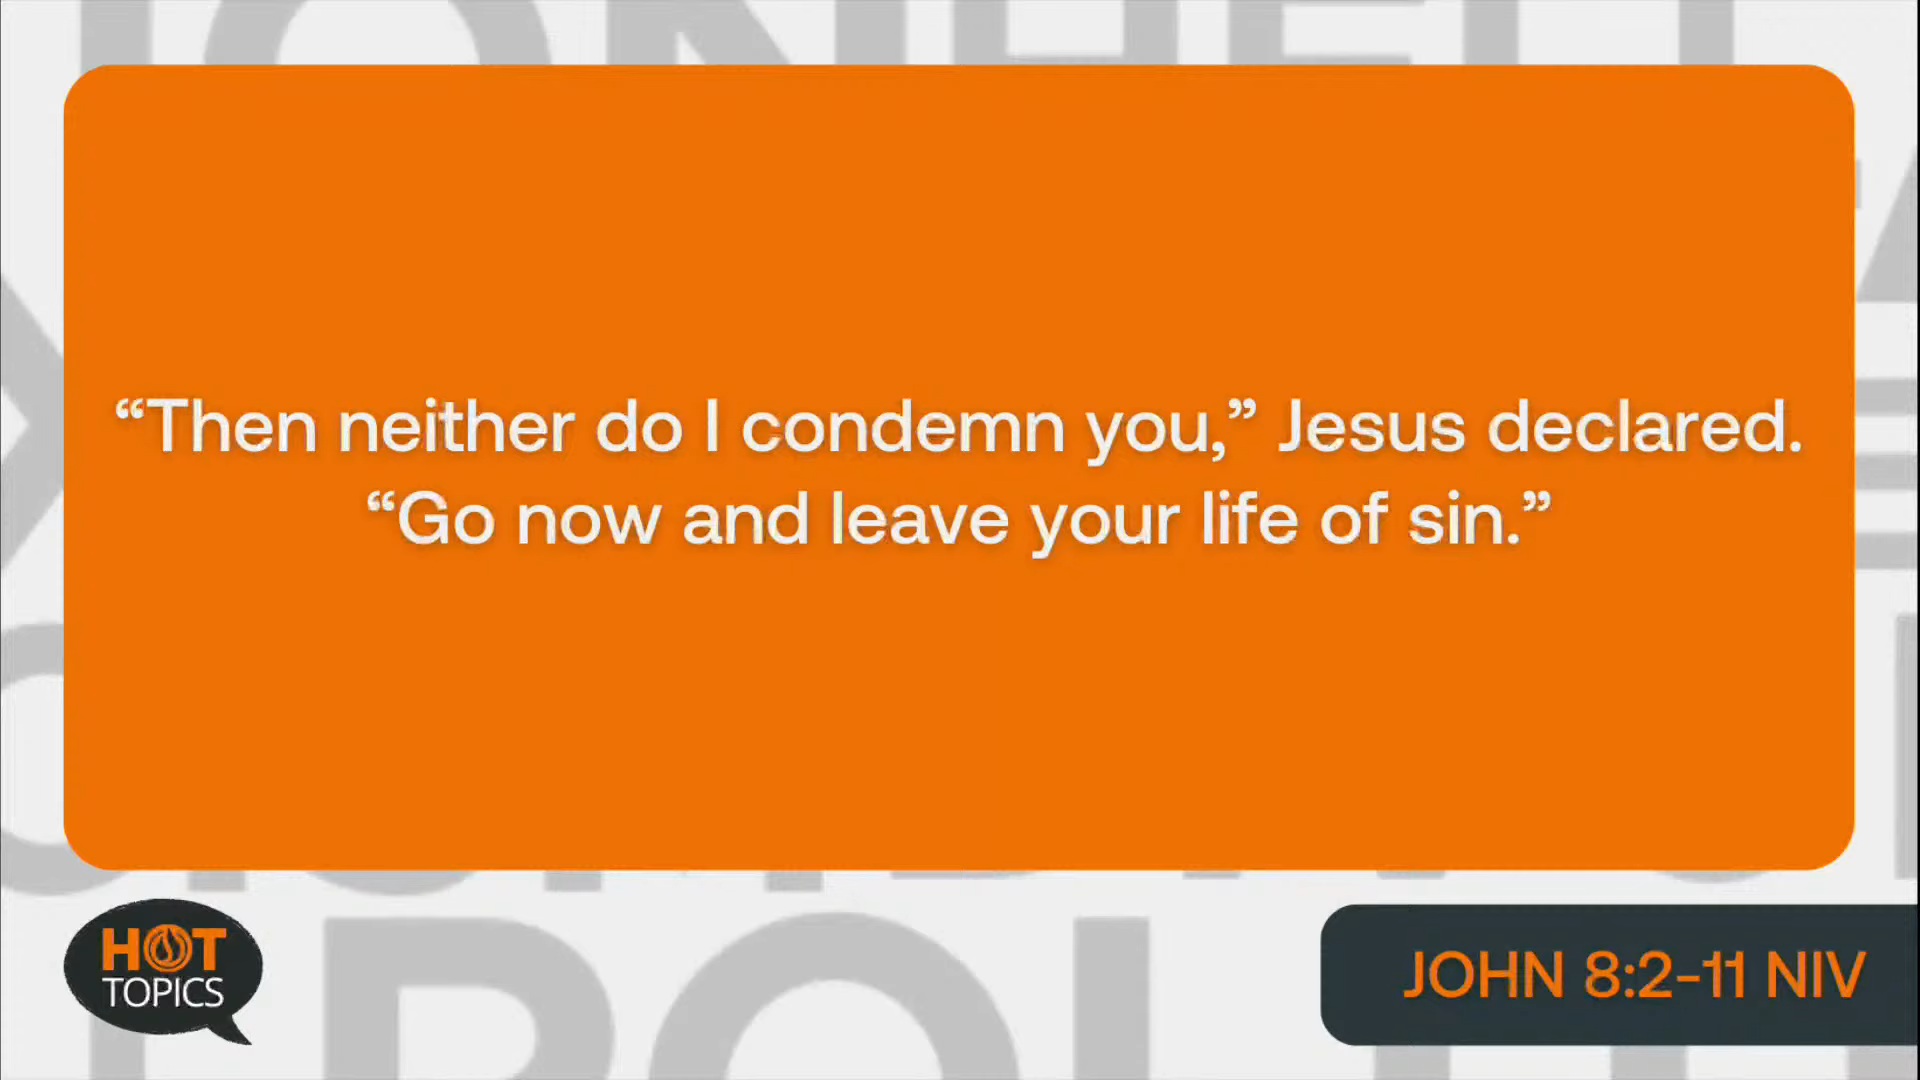 “Then neither do I condemn you,” Jesus declared.
“Go now and leave your life of sin.”
HOT
TOPICS
JOHN 8:2-11 NIV